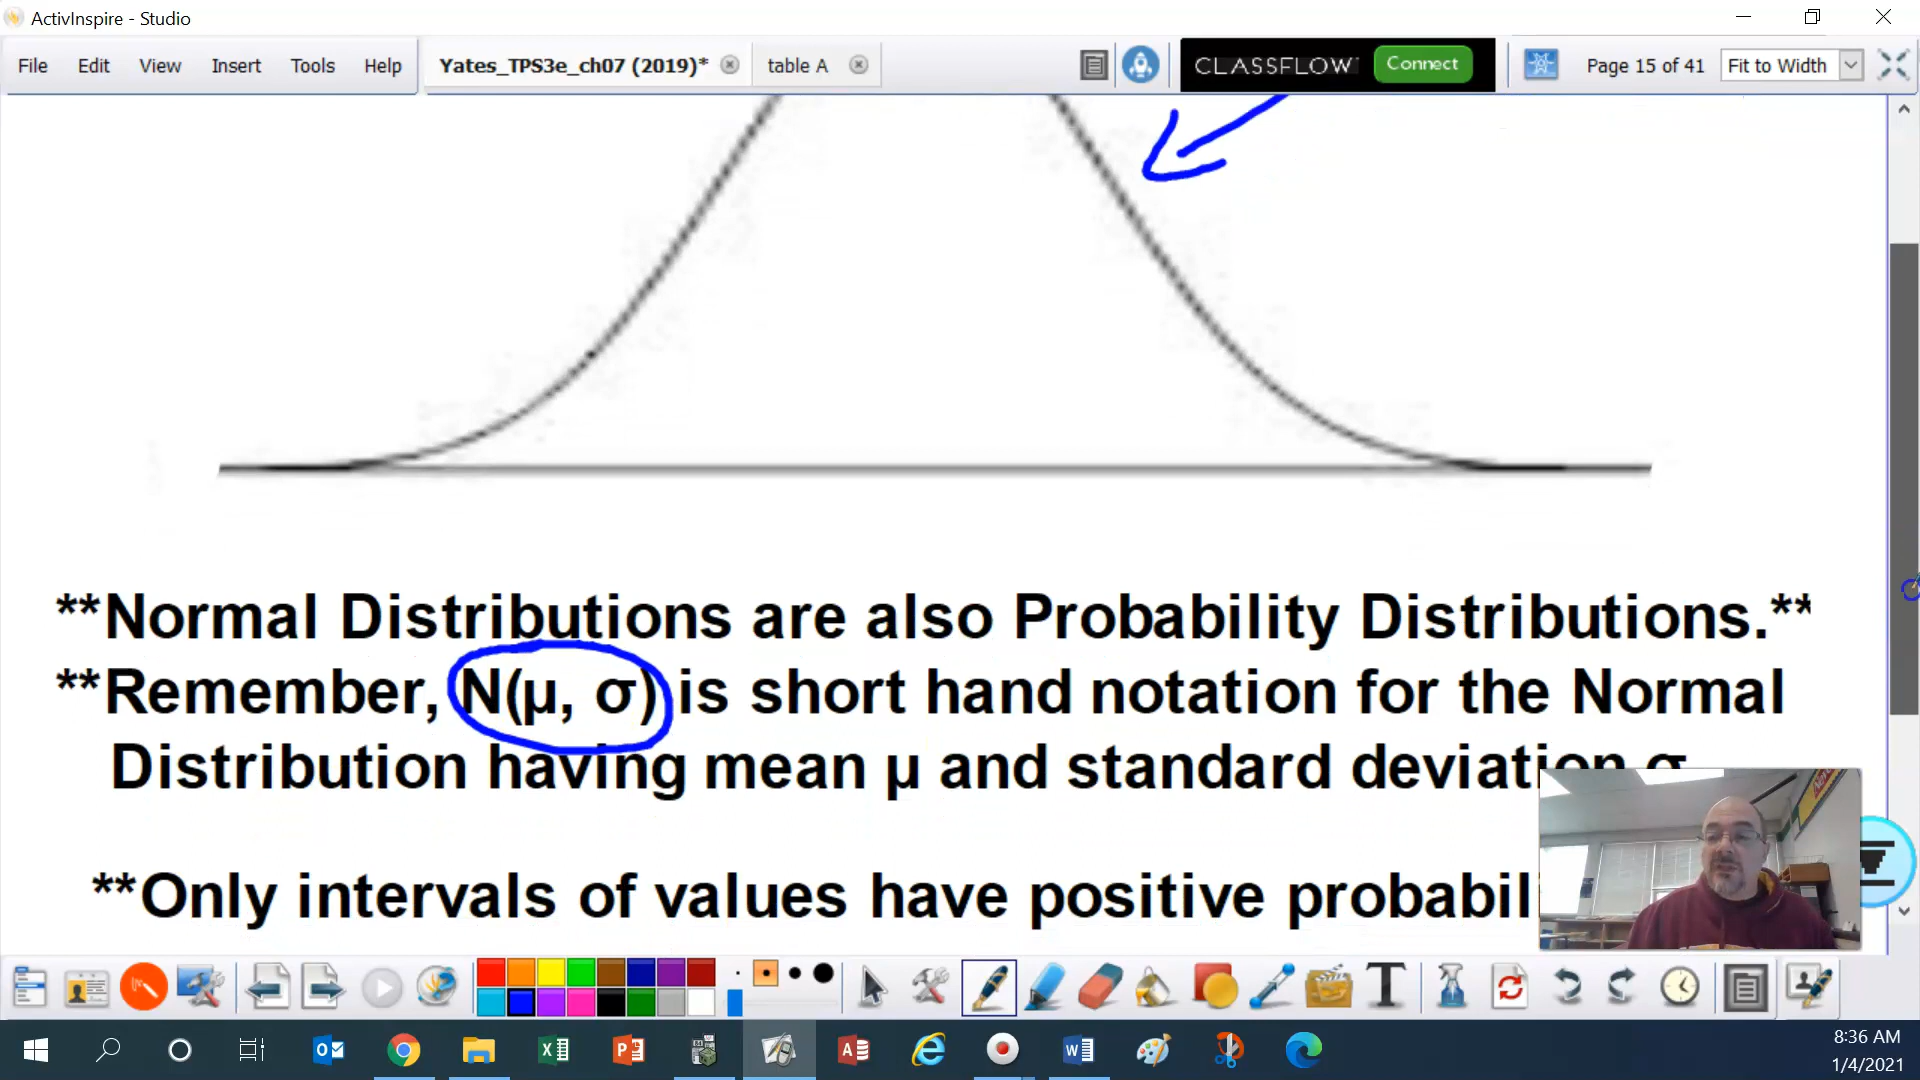 ActivInspire - Studio
File Edit View Insert Tools Help
Yates_TPS3e_ch07 (2019)*
table A
CLASSFLOW
Connect
Page 15 of 41
Fit to Width
**Normal Distributions are also Probability Distributions.**
**Remember, N(μ, σ) is short hand notation for the Normal
Distribution having mean μ and standard deviation σ
**Only intervals of values have positive probabili
T
8:36 AM
1/4/2021